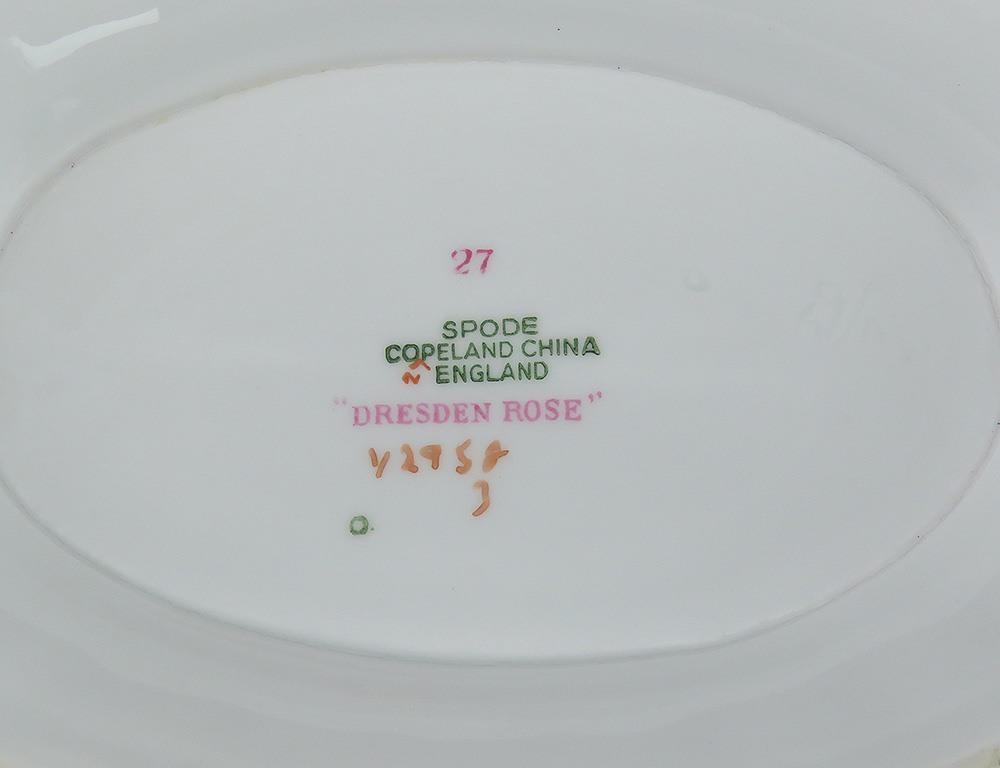 27
SPODE
COPELAND CHINA
ENGLAND
"DRESDEN ROSE"
O.